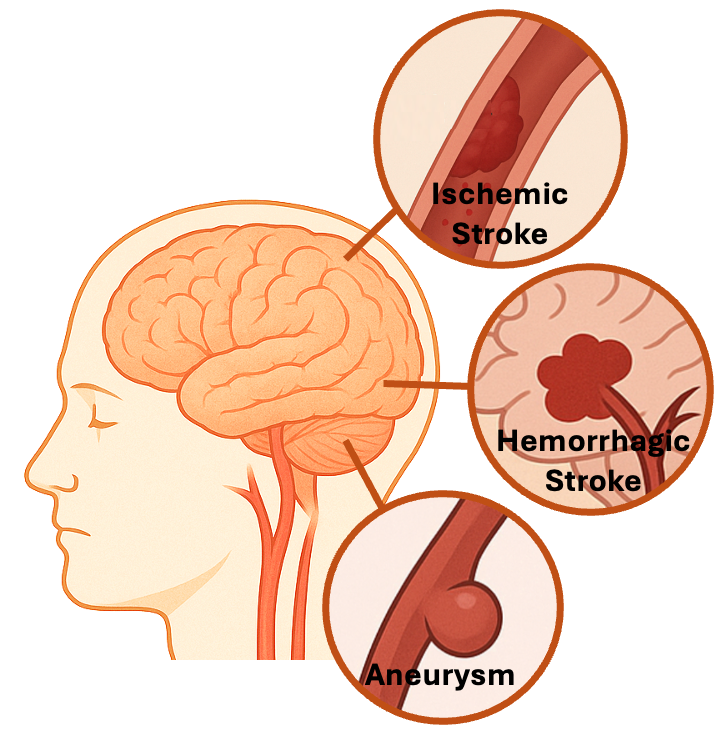 Ischemic
Stroke
Hemorrhagic
Stroke
Aneurysm